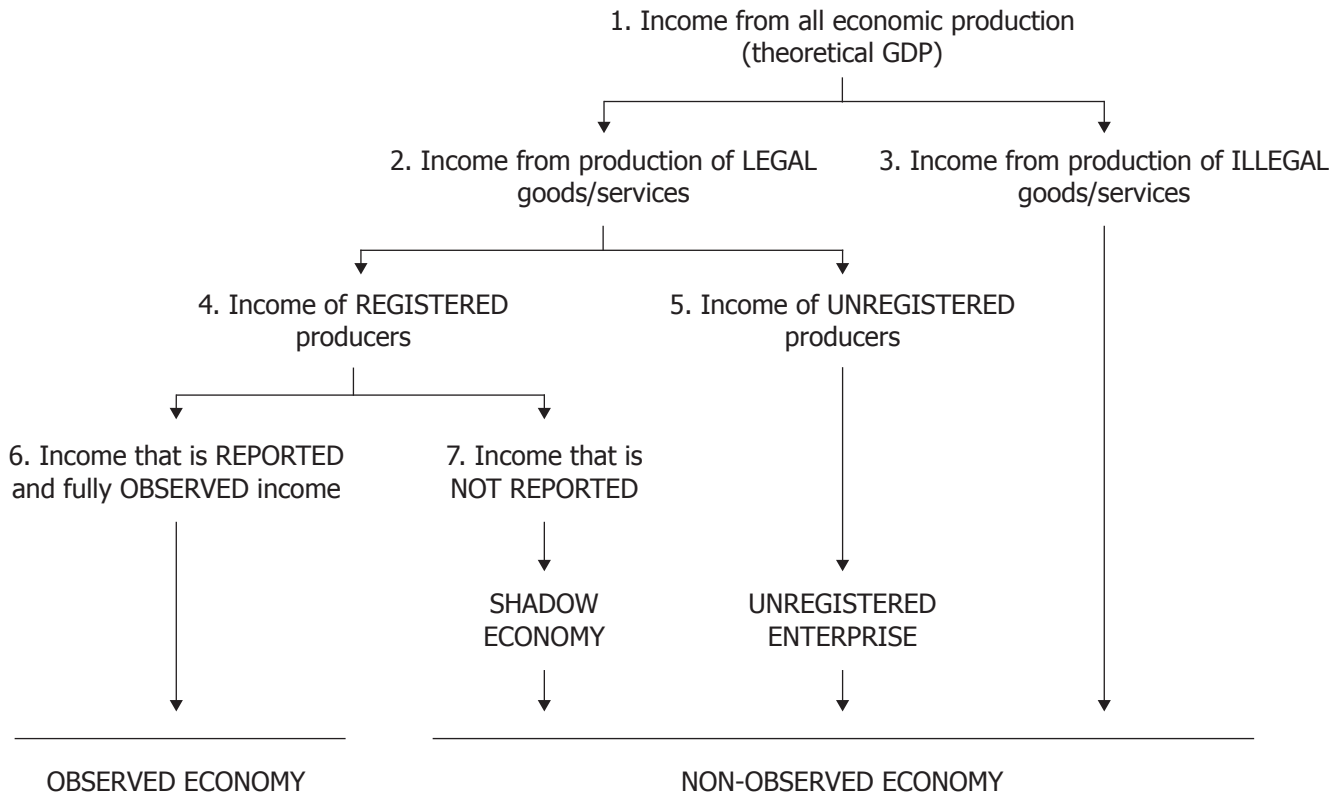 1. Income from all economic production
(theoretical GDP)
2. Income from production of LEGAL
goods/services
3. Income from production of ILLEGAL
goods/services
4. Income of REGISTERED
producers
5. Income of UNREGISTERED
producers
6. Income that is REPORTED
and fully OBSERVED income
7. Income that is
NOT REPORTED
SHADOW
ECONOMY
UNREGISTERED
ENTERPRISE
OBSERVED ECONOMY
NON-OBSERVED ECONOMY